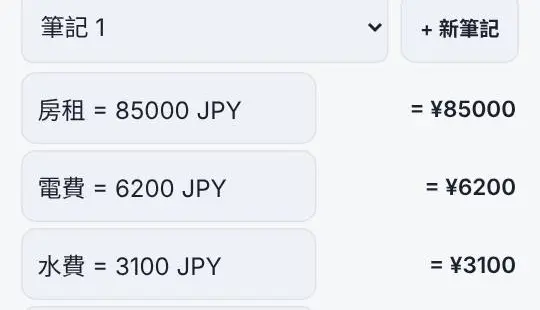 筆記 1
+ 新筆記
房租 = 85000 JPY
= ¥85000
電費 = 6200 JPY
= ¥6200
水費 = 3100 JPY
= ¥3100